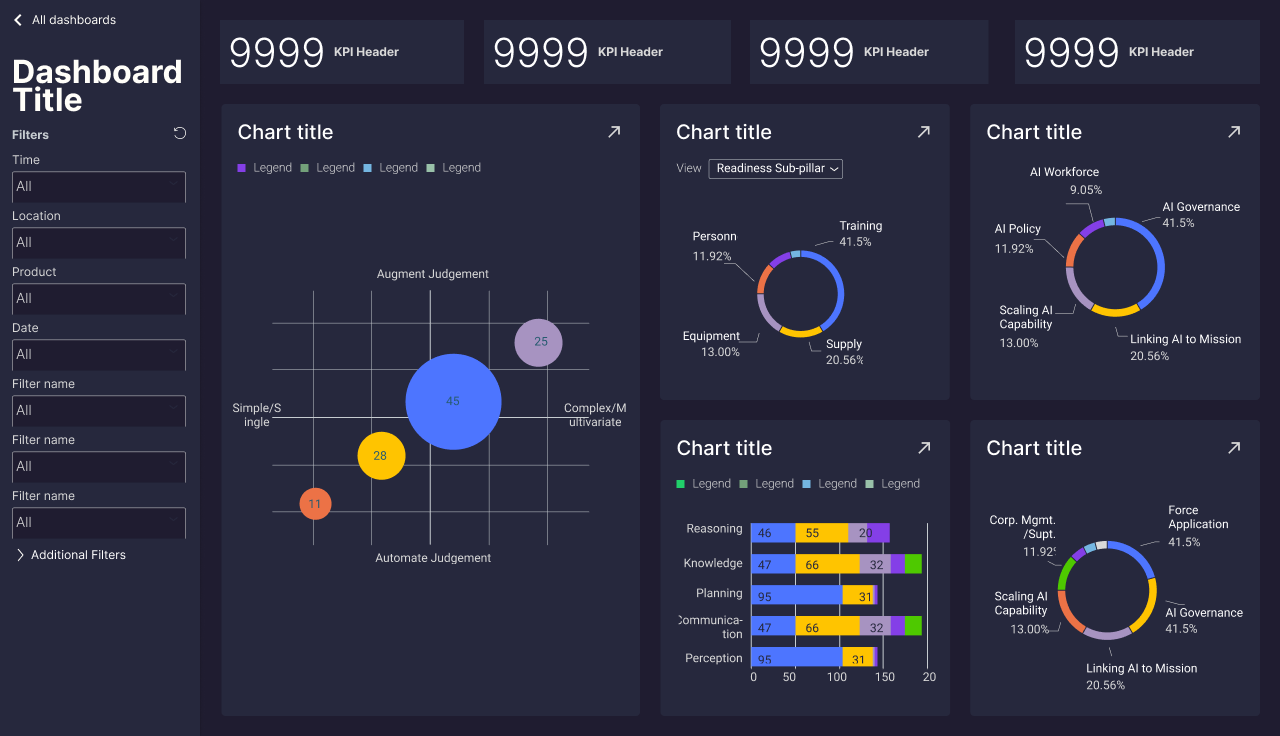 All dashboards
Dashboard
Title
Filters
Time
All
Location
All
Product
All
Date
All
Filter name
All
Filter name
All
Filter name
All
Additional Filters
9999 KPI Header
9999 KPI Header
9999 KPI Header
9999 KPI Header
Chart title
Legend Legend Legend Legend
Augment Judgement
25
45
Simple/S
ingle
Complex/M
ultivariate
28
11
Automate Judgement
Chart title
View Readiness Sub-pillar
Training
41.5%
Personn
11.92%
Equipment
13.00%
Supply
20.56%
Chart title
AI Workforce
9.05%
AI Governance
41.5%
AI Policy
11.92%
Scaling AI
Capability
13.00%
Linking AI to Mission
20.56%
Chart title
Legend Legend Legend Legend
Reasoning 46 55 20
Knowledge 47 66 32
Planning 95 31
Communica-
tion 47 66 32
Perception 95 31
0 50 100 150 20
Chart title
Force
Application
41.5%
Corp. Mgmt.
/Supt.
11.92%
Scaling AI
Capability
13.00%
AI Governance
41.5%
Linking AI to Mission
20.56%